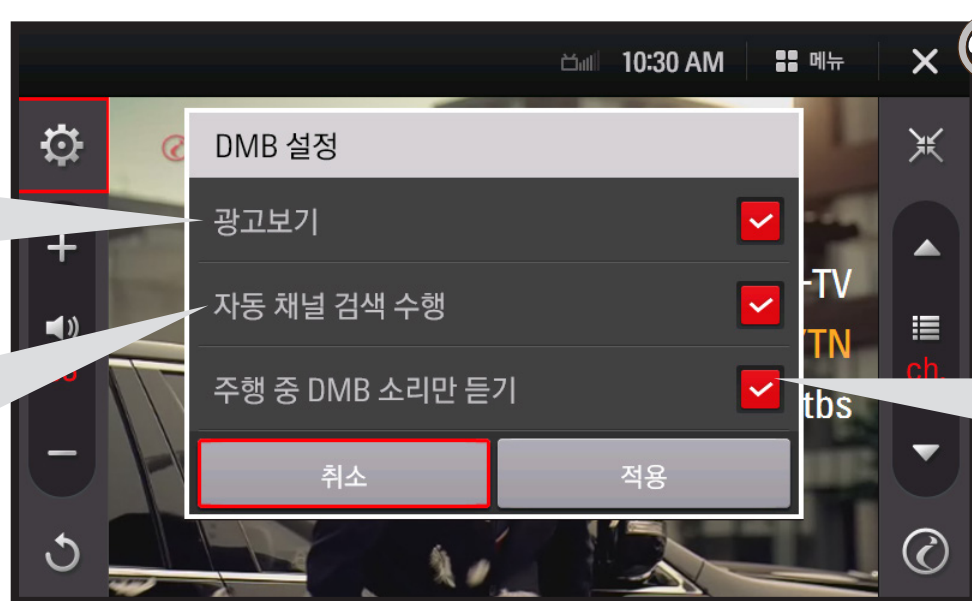 10:30 AM
메뉴
DMB 설정
광고보기
자동 채널 검색 수행
주행 중 DMB 소리만 듣기
취소
적용
-TV
TN
ch.
tbs